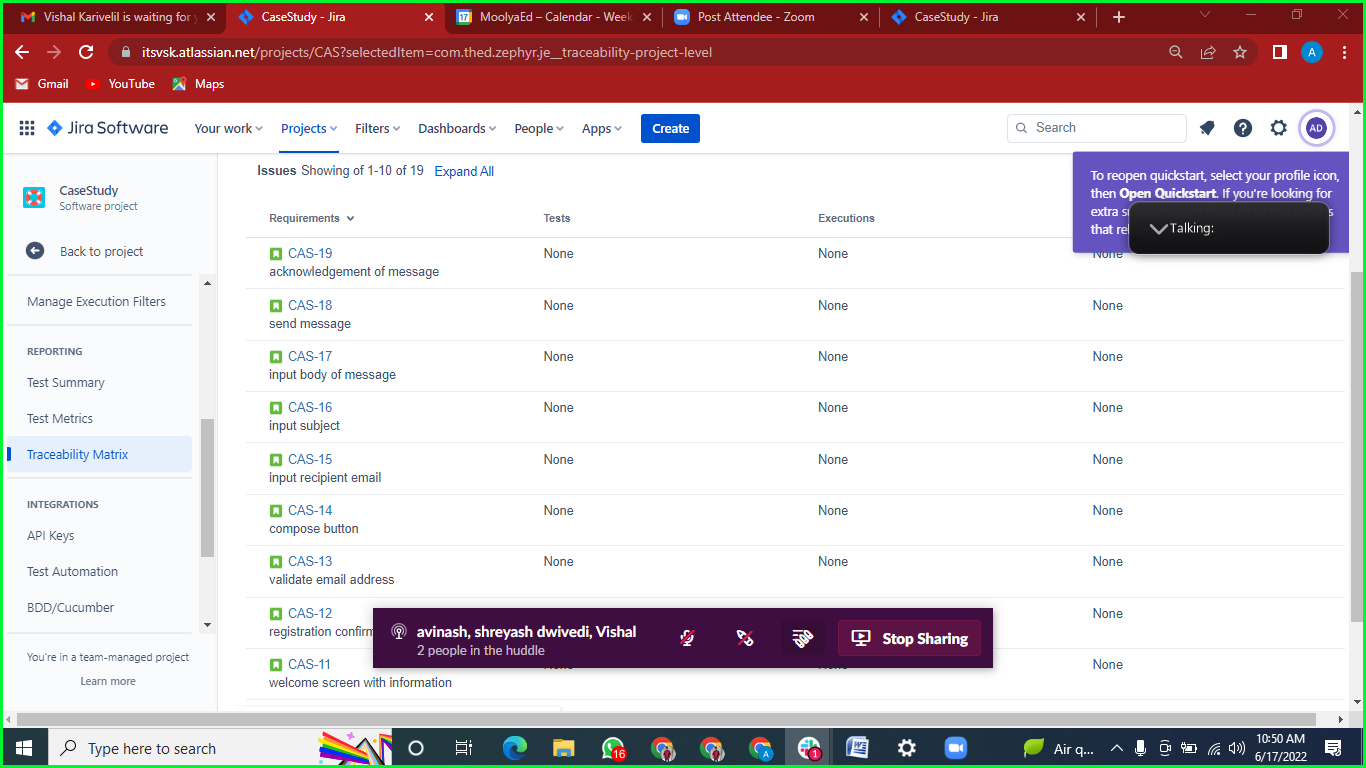 Vishal Karivelil is waiting for y
CaseStudy - Jira
MoolyaEd – Calendar - Week
Post Attendee - Zoom
CaseStudy - Jira
itsvsk.atlassian.net/projects/CAS?selectedItem=com.thed.zephyr.je__traceability-project-level
A
Gmail
YouTube
Maps
Jira Software
Your work
Projects
Filters
Dashboards
People
Apps
Create
Search
AD
CaseStudy
Software project
Back to project
Manage Execution Filters
REPORTING
Test Summary
Test Metrics
Traceability Matrix
INTEGRATIONS
API Keys
Test Automation
BDD/Cucumber
You're in a team-managed project
Learn more
Issues Showing of 1-10 of 19 Expand All
To reopen quickstart, select your profile icon,
then Open Quickstart. If you're looking for
extra s
that rel
Talking:
Requirements Tests Executions
CAS-19 None None None
acknowledgement of message
CAS-18 None None None
send message
CAS-17 None None None
input body of message
CAS-16 None None None
input subject
CAS-15 None None None
input recipient email
CAS-14 None None None
compose button
CAS-13 None None None
validate email address
CAS-12 None
registration confirm
CAS-11 None
welcome screen with information
avinash, shreyash dwivedi, Vishal
2 people in the huddle
Stop Sharing
Type here to search
16
A
1
Air q...
10:50 AM
6/17/2022